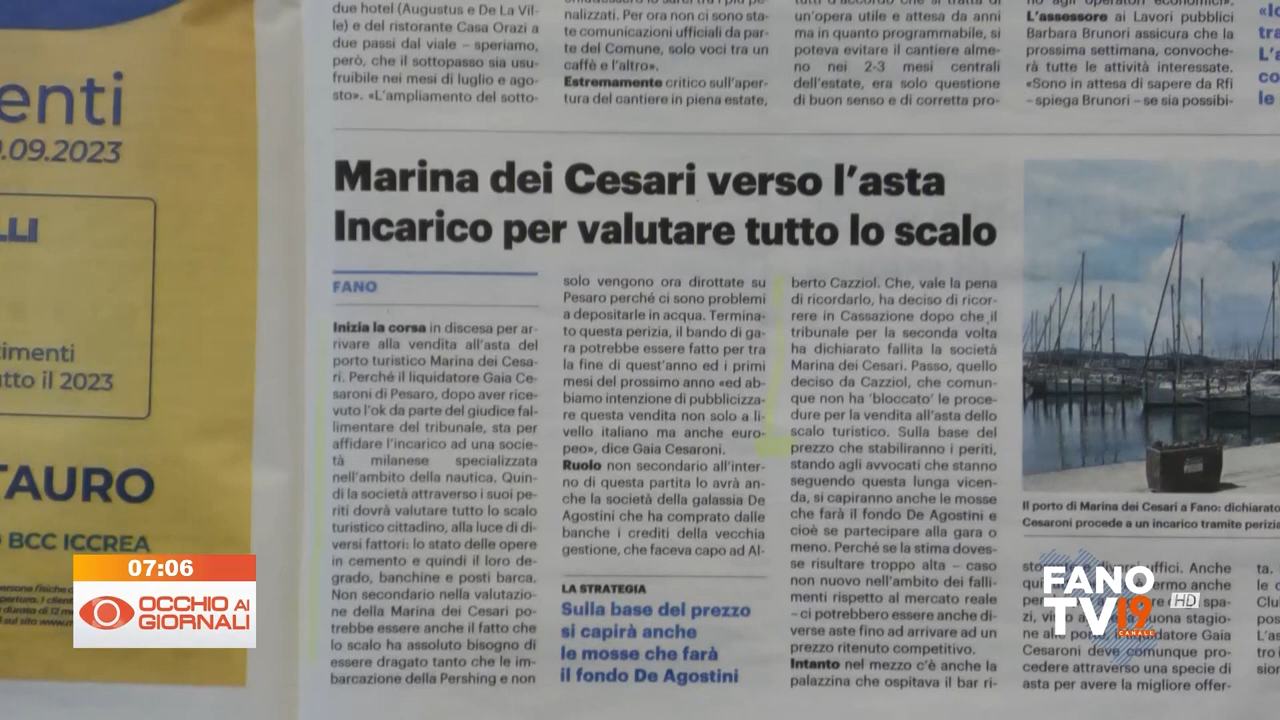 enti
.09.2023
LLI
timenti
utto il 2023
TAURO
BCC ICCREA
07:06
OCCHIO AI
GIORNALI
due hotel (Augustus e De La Vil-
le) e del ristorante Casa Orazi a
due passi dal viale – speriamo,
però, che il sottopasso sia usu-
fruibile nei mesi di luglio e ago-
sto». «L'ampliamento del sotto-
nalizzati. Per ora non ci sono sta-
te comunicazioni ufficiali da par-
te del Comune, solo voci tra un
caffè e l'altro».
Estremamente critico sull'aper-
tura del cantiere in piena estate,
un'opera utile e attesa da anni
ma in quanto programmabile, si
poteva evitare il cantiere alme-
no nei 2-3 mesi centrali
dell'estate, era solo questione
di buon senso e di corretta pro-
L'assessore ai Lavori pubblici
Barbara Brunori assicura che la
prossima settimana, convoche-
rà tutte le attività interessate.
«Sono in attesa di sapere da Rfi
– spiega Brunori – se sia possibi-
Marina dei Cesari verso l'asta
Incarico per valutare tutto lo scalo
FANO
Inizia la corsa in discesa per ar-
rivare alla vendita all'asta del
porto turistico Marina dei Cesa-
ri. Perché il liquidatore Gaia Ce-
saroni di Pesaro, dopo aver rice-
vuto l'ok da parte del giudice fal-
limentare del tribunale, sta per
affidare l'incarico ad una socie-
tà milanese specializzata
nell'ambito della nautica. Quin-
di la società attraverso i suoi pe-
riti dovrà valutare tutto lo scalo
turistico cittadino, alla luce di di-
versi fattori: lo stato delle opere
in cemento e quindi il loro de-
grado, banchine e posti barca.
Non secondario nella valutazio-
ne della Marina dei Cesari po-
trebbe essere anche il fatto che
lo scalo ha assoluto bisogno di
essere dragato tanto che le im-
barcazione della Pershing e non
solo vengono ora dirottate su
Pesaro perché ci sono problemi
a depositarle in acqua. Termina-
to questa perizia, il bando di ga-
ra potrebbe essere fatto per tra
la fine di quest'anno ed i primi
mesi del prossimo anno «ed ab-
biamo intenzione di pubblicizza-
re questa vendita non solo a li-
vello italiano ma anche euro-
peo», dice Gaia Cesaroni.
Ruolo non secondario all'inter-
no di questa partita lo avrà an-
che la società della galassia De
Agostini che ha comprato dalle
banche i crediti della vecchia
gestione, che faceva capo ad Al-
LA STRATEGIA
Sulla base del prezzo
si capirà anche
le mosse che farà
il fondo De Agostini
berto Cazziol. Che, vale la pena
di ricordarlo, ha deciso di ricor-
rere in Cassazione dopo che il
tribunale per la seconda volta
ha dichiarato fallita la società
Marina dei Cesari. Passo, quello
deciso da Cazziol, che comun-
que non ha 'bloccato' le proce-
dure per la vendita all'asta dello
scalo turistico. Sulla base del
prezzo che stabiliranno i periti,
stando agli avvocati che stanno
seguendo questa lunga vicen-
da, si capiranno anche le mosse
che farà il fondo De Agostini e
cioè se partecipare alla gara o
meno. Perché se la stima doves-
se risultare troppo alta – caso
non nuovo nell'ambito dei falli-
menti rispetto al mercato reale
– ci potrebbero essere anche di-
verse aste fino ad arrivare ad un
prezzo ritenuto competitivo.
Intanto nel mezzo c'è anche la
palazzina che ospitava il bar ri-
Il porto di Marina dei Cesari a Fano: dichiarato
Cesaroni procede a un incarico tramite perizia
Cesaroni deve comunque pro-
cedere attraverso una specie di
asta per avere la migliore offer-
FANO
TV 19
CANALE
HD